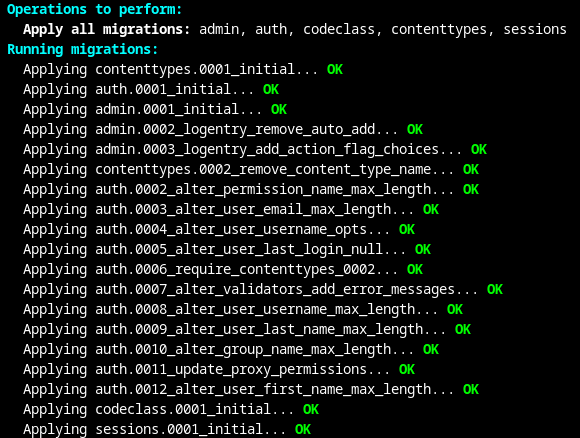 Operations to perform:
Apply all migrations: admin, auth, codeclass, contenttypes, sessions
Running migrations:
Applying contenttypes.0001_initial... OK
Applying auth.0001_initial... OK
Applying admin.0001_initial... OK
Applying admin.0002_logentry_remove_auto_add... OK
Applying admin.0003_logentry_add_action_flag_choices... OK
Applying contenttypes.0002_remove_content_type_name... OK
Applying auth.0002_alter_permission_name_max_length... OK
Applying auth.0003_alter_user_email_max_length... OK
Applying auth.0004_alter_user_username_opts... OK
Applying auth.0005_alter_user_last_login_null... OK
Applying auth.0006_require_contenttypes_0002... OK
Applying auth.0007_alter_validators_add_error_messages... OK
Applying auth.0008_alter_user_username_max_length... OK
Applying auth.0009_alter_user_last_name_max_length... OK
Applying auth.0010_alter_group_name_max_length... OK
Applying auth.0011_update_proxy_permissions... OK
Applying auth.0012_alter_user_first_name_max_length... OK
Applying codeclass.0001_initial... OK
Applying sessions.0001_initial... OK